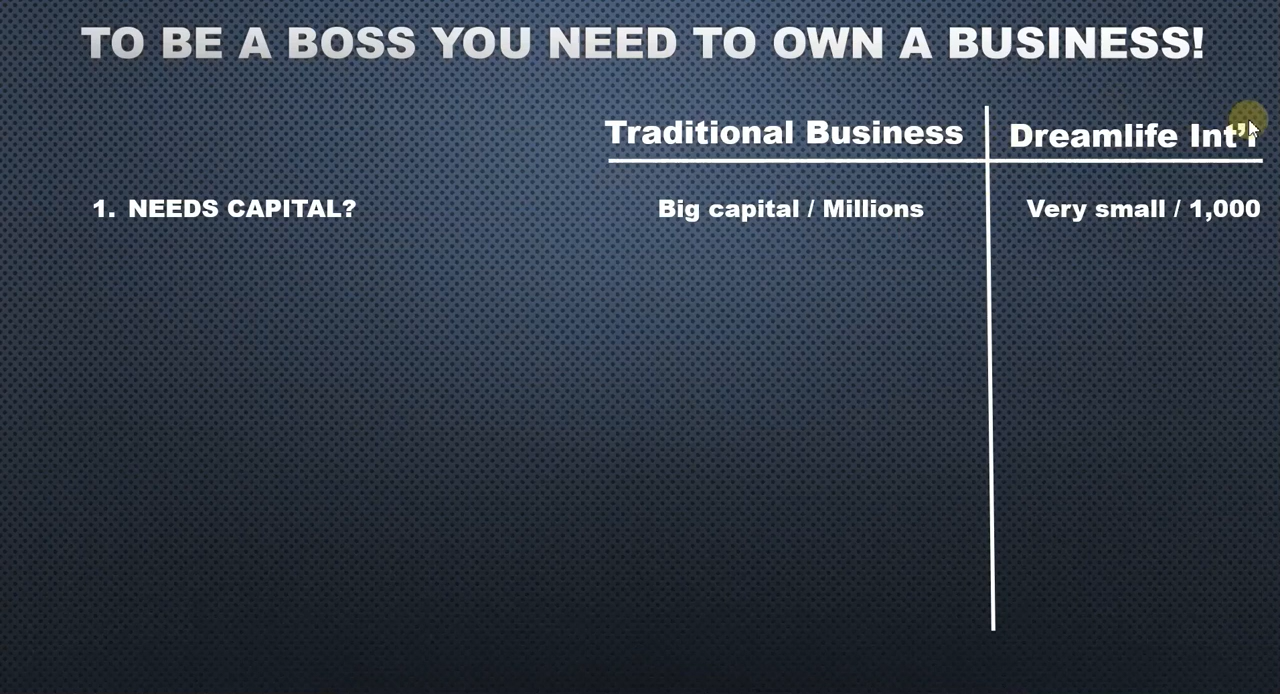 TO BE A BOSS YOU NEED TO OWN A BUSINESS!
Traditional Business Dreamlife Int'l
1. NEEDS CAPITAL? Big capital / Millions Very small / 1,000